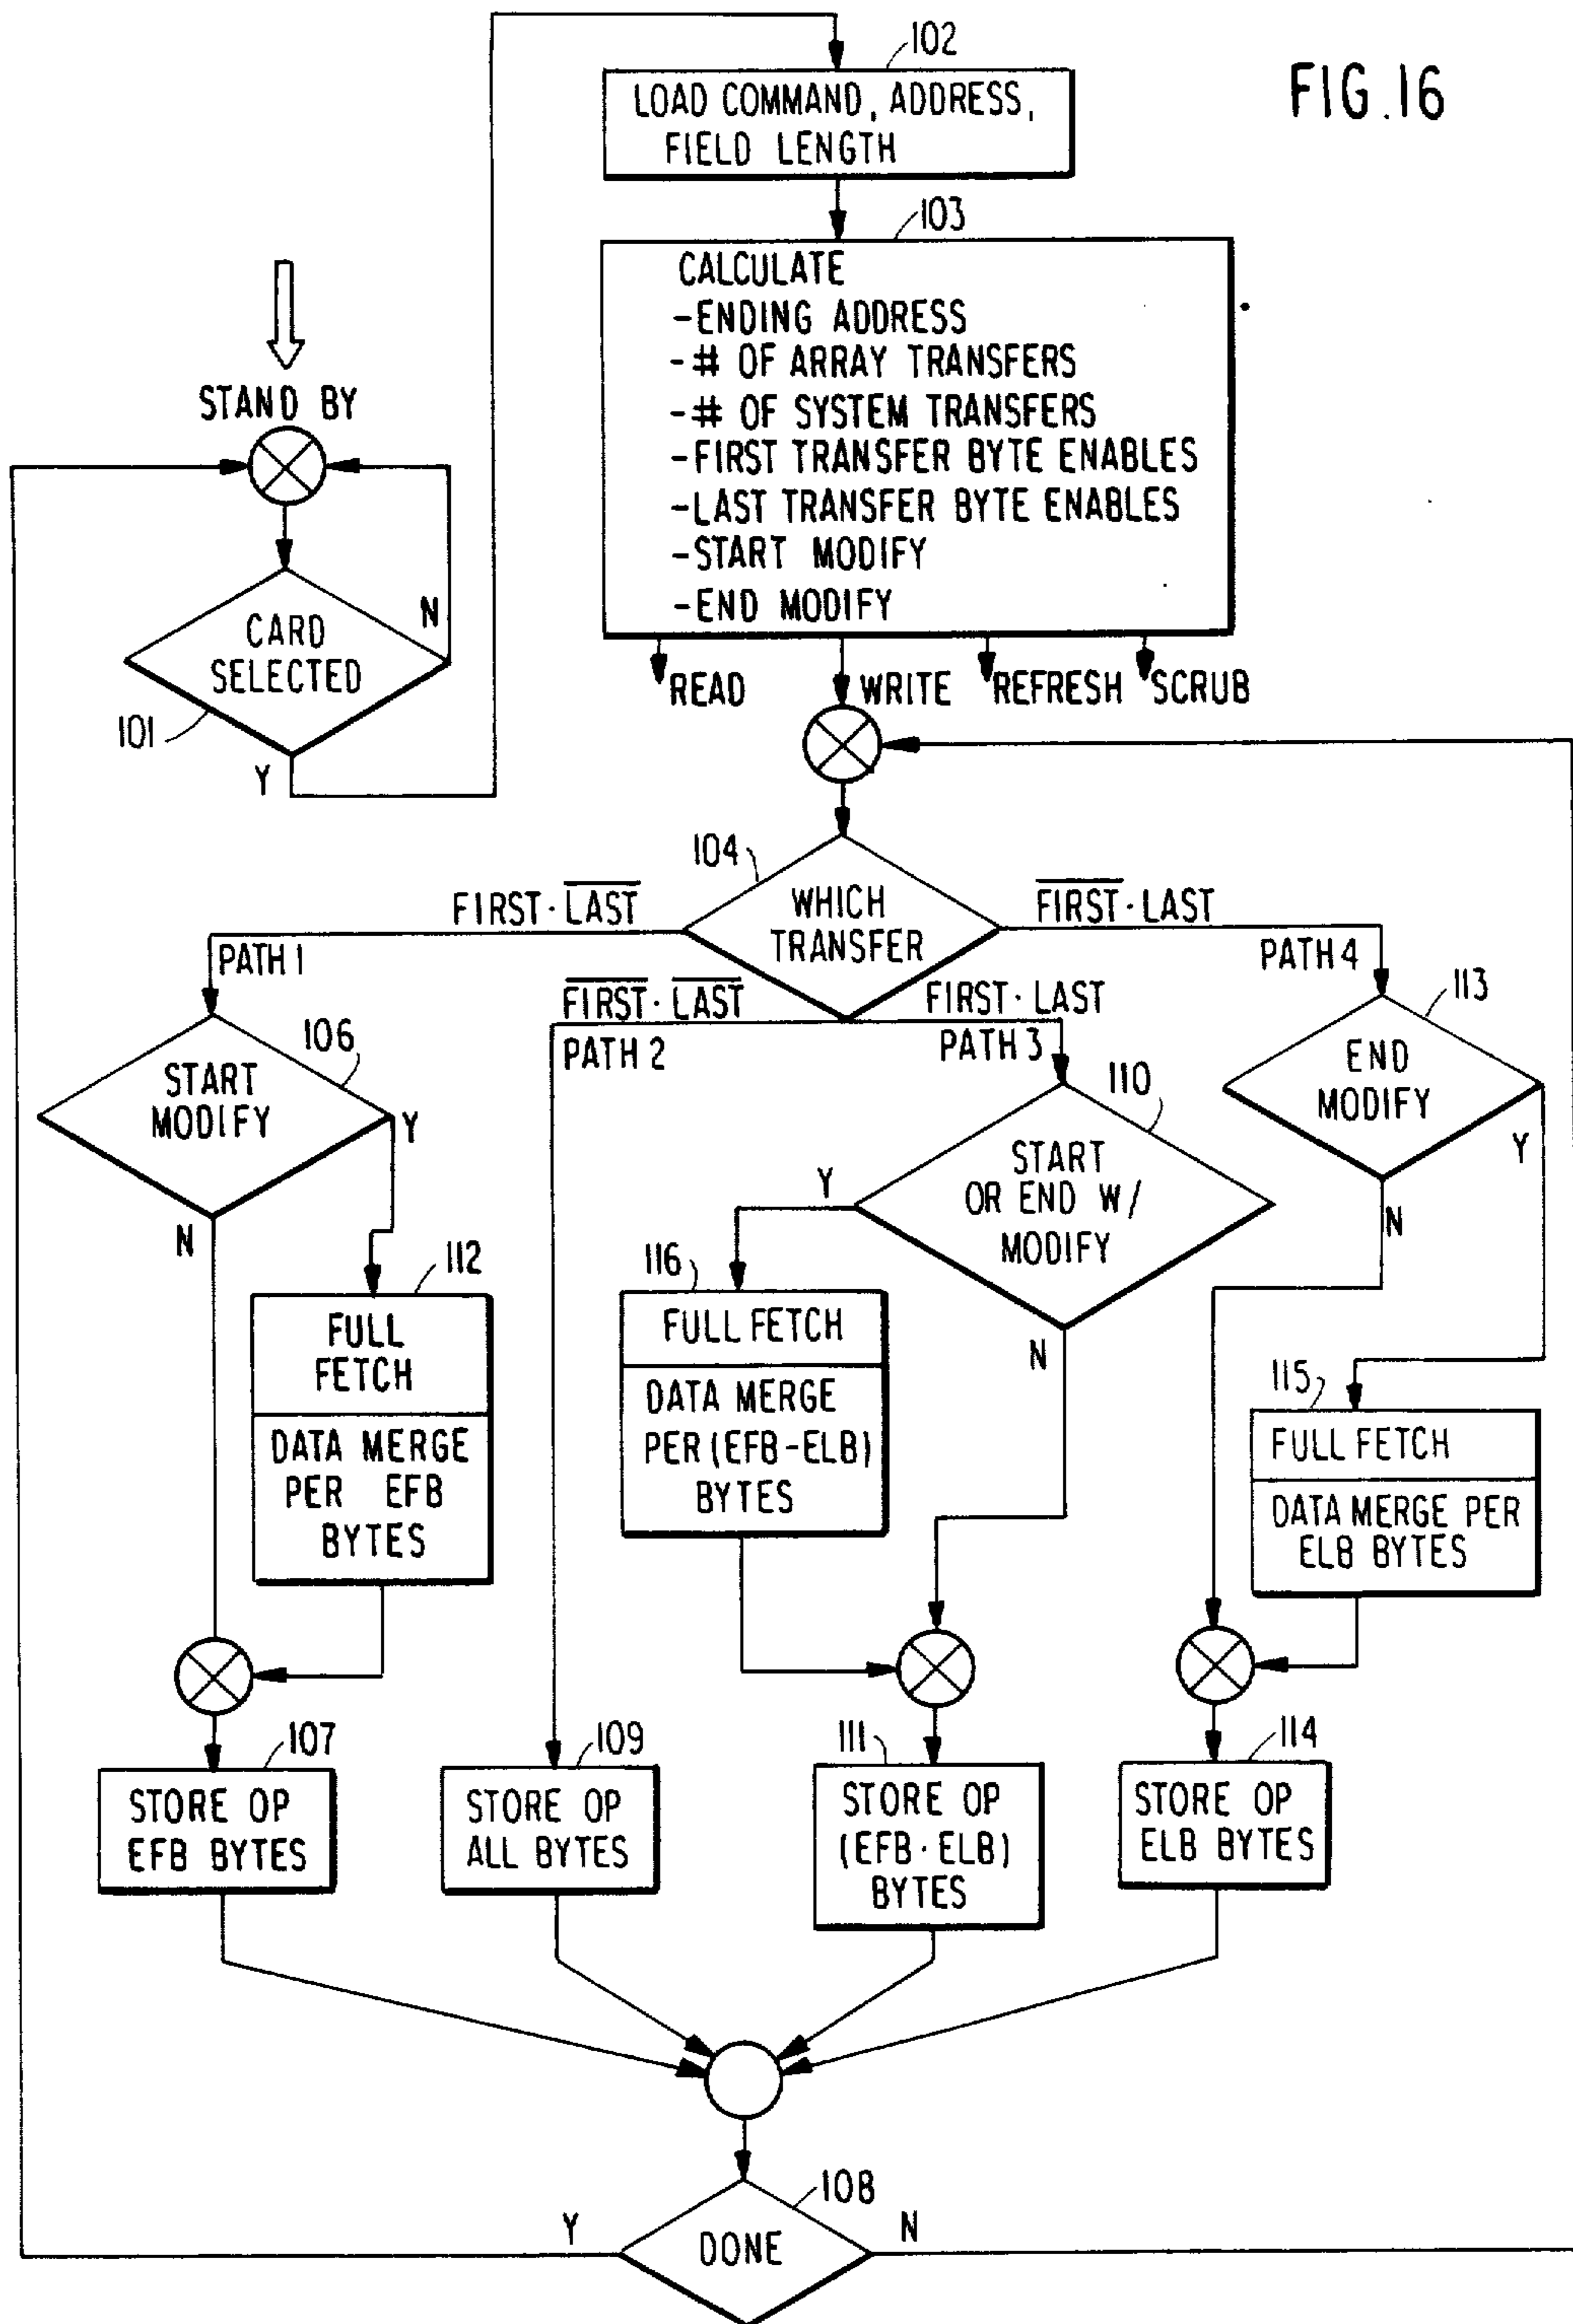 FIG. 16
102
LOAD COMMAND, ADDRESS,
FIELD LENGTH
103
CALCULATE
-ENDING ADDRESS
-# OF ARRAY TRANSFERS
-# OF SYSTEM TRANSFERS
-FIRST TRANSFER BYTE ENABLES
-LAST TRANSFER BYTE ENABLES
-START MODIFY
-END MODIFY
STAND BY
CARD
SELECTED
N
101
Y
READ
WRITE
REFRESH
SCRUB
104
WHICH
TRANSFER
FIRST · L̅A̅S̅T̅
PATH 1
F̅I̅R̅S̅T̅ · LAST
PATH 4
F̅I̅R̅S̅T̅ · L̅A̅S̅T̅
PATH 2
FIRST · LAST
PATH 3
106
START
MODIFY
Y
N
110
START
OR END W/
MODIFY
Y
N
113
END
MODIFY
Y
N
112
FULL
FETCH
DATA MERGE
PER EFB
BYTES
116
FULL FETCH
DATA MERGE
PER (EFB-ELB)
BYTES
115
FULL FETCH
DATA MERGE PER
ELB BYTES
107
STORE OP
EFB BYTES
109
STORE OP
ALL BYTES
111
STORE OP
(EFB · ELB)
BYTES
114
STORE OP
ELB BYTES
108
DONE
Y
N